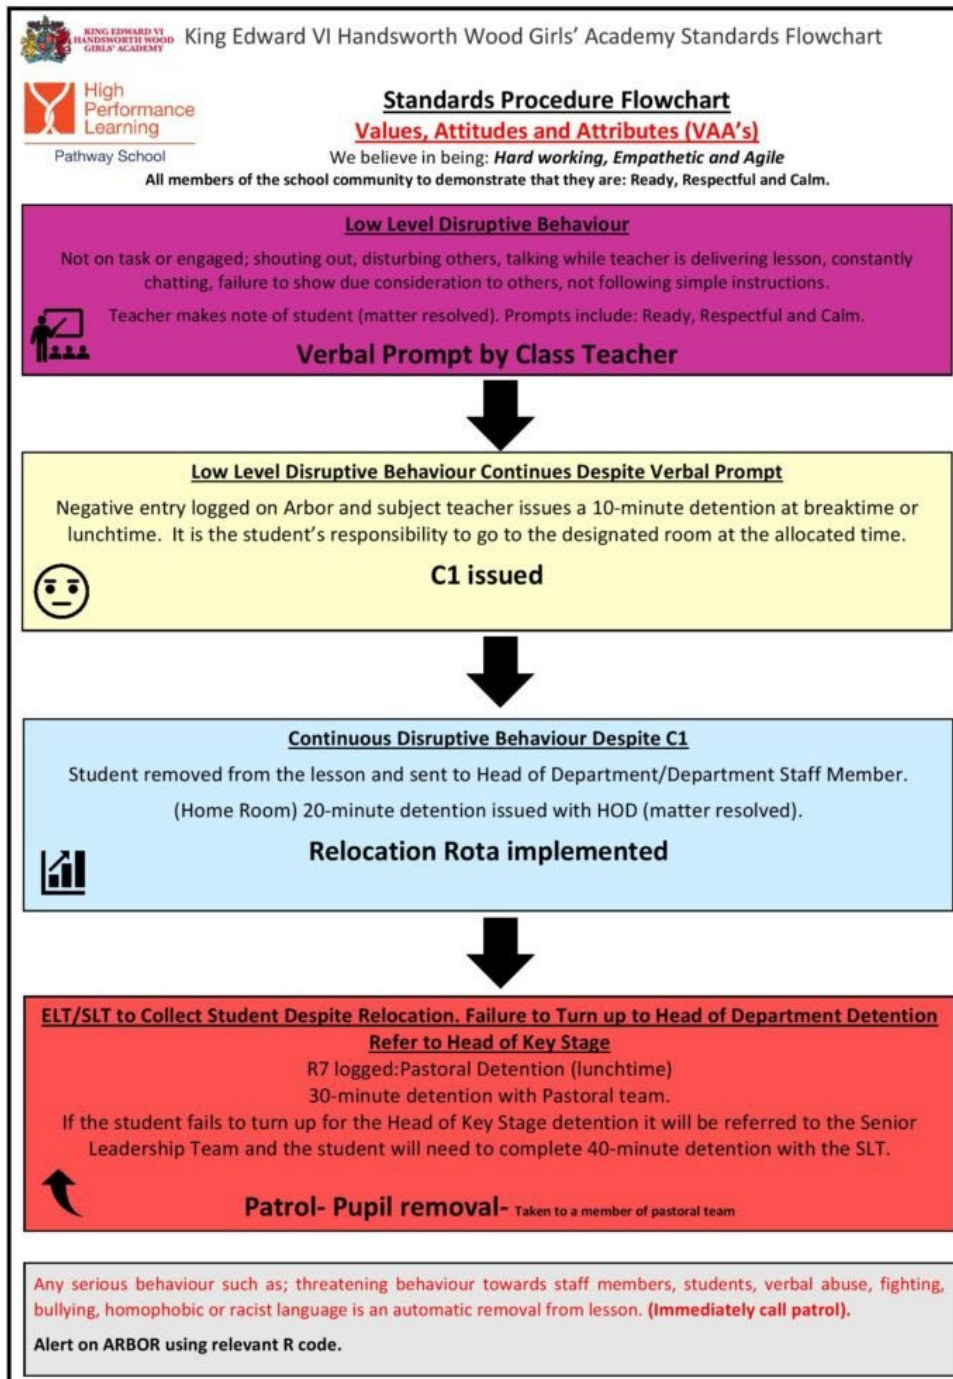 KING EDWARD VI
HANDSWORTH WOOD
GIRLS' ACADEMY
King Edward VI Handsworth Wood Girls' Academy Standards Flowchart
High
Performance
Learning
Pathway School
Standards Procedure Flowchart
Values, Attitudes and Attributes (VAA's)
We believe in being: Hard working, Empathetic and Agile
All members of the school community to demonstrate that they are: Ready, Respectful and Calm.
Low Level Disruptive Behaviour
Not on task or engaged; shouting out, disturbing others, talking while teacher is delivering lesson, constantly
chatting, failure to show due consideration to others, not following simple instructions.
Teacher makes note of student (matter resolved). Prompts include: Ready, Respectful and Calm.
Verbal Prompt by Class Teacher
Low Level Disruptive Behaviour Continues Despite Verbal Prompt
Negative entry logged on Arbor and subject teacher issues a 10-minute detention at breaktime or
lunchtime. It is the student's responsibility to go to the designated room at the allocated time.
C1 issued
Continuous Disruptive Behaviour Despite C1
Student removed from the lesson and sent to Head of Department/Department Staff Member.
(Home Room) 20-minute detention issued with HOD (matter resolved).
Relocation Rota implemented
ELT/SLT to Collect Student Despite Relocation. Failure to Turn up to Head of Department Detention
Refer to Head of Key Stage
R7 logged:Pastoral Detention (lunchtime)
30-minute detention with Pastoral team.
If the student fails to turn up for the Head of Key Stage detention it will be referred to the Senior
Leadership Team and the student will need to complete 40-minute detention with the SLT.
Patrol- Pupil removal- Taken to a member of pastoral team
Any serious behaviour such as; threatening behaviour towards staff members, students, verbal abuse, fighting,
bullying, homophobic or racist language is an automatic removal from lesson. (Immediately call patrol).
Alert on ARBOR using relevant R code.